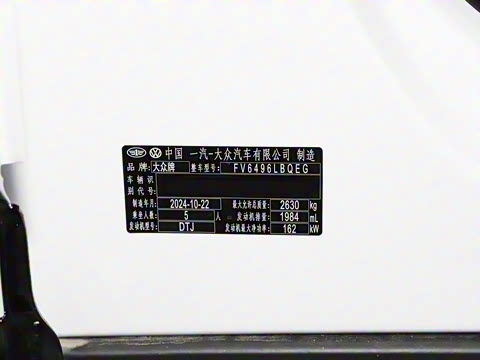 中国 一汽-大众汽车有限公司 制造
品牌 大众牌 整车型号 FV6496LBQEG
车辆识
别代号
制造年月 2024-10-22 最大允许总质量 2630 kg
乘坐人数 5 人 发动机排量 1984 mL
发动机型号 DTJ 发动机最大净功率 162 kW